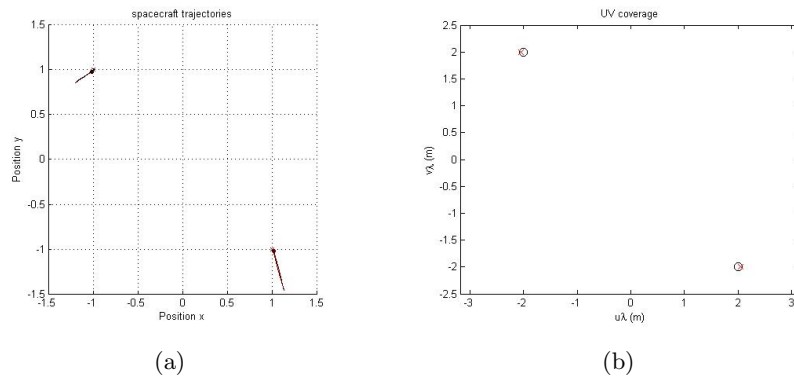 spacecraft trajectories
1.5
1
0.5
0
-0.5
-1
-1.5
Position y
-1.5 -1 -0.5 0 0.5 1 1.5
Position x
(a)
UV coverage
2.5
2
1.5
1
0.5
0
-0.5
-1
-1.5
-2
-2.5
vλ (m)
-3 -2 -1 0 1 2 3
uλ (m)
(b)